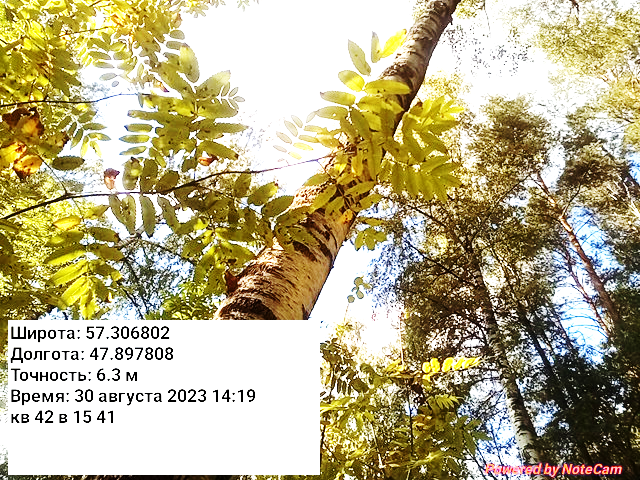 Широта: 57.306802
Долгота: 47.897808
Точность: 6.3 м
Время: 30 августа 2023 14:19
кв 42 в 15 41
Powered by NoteCam